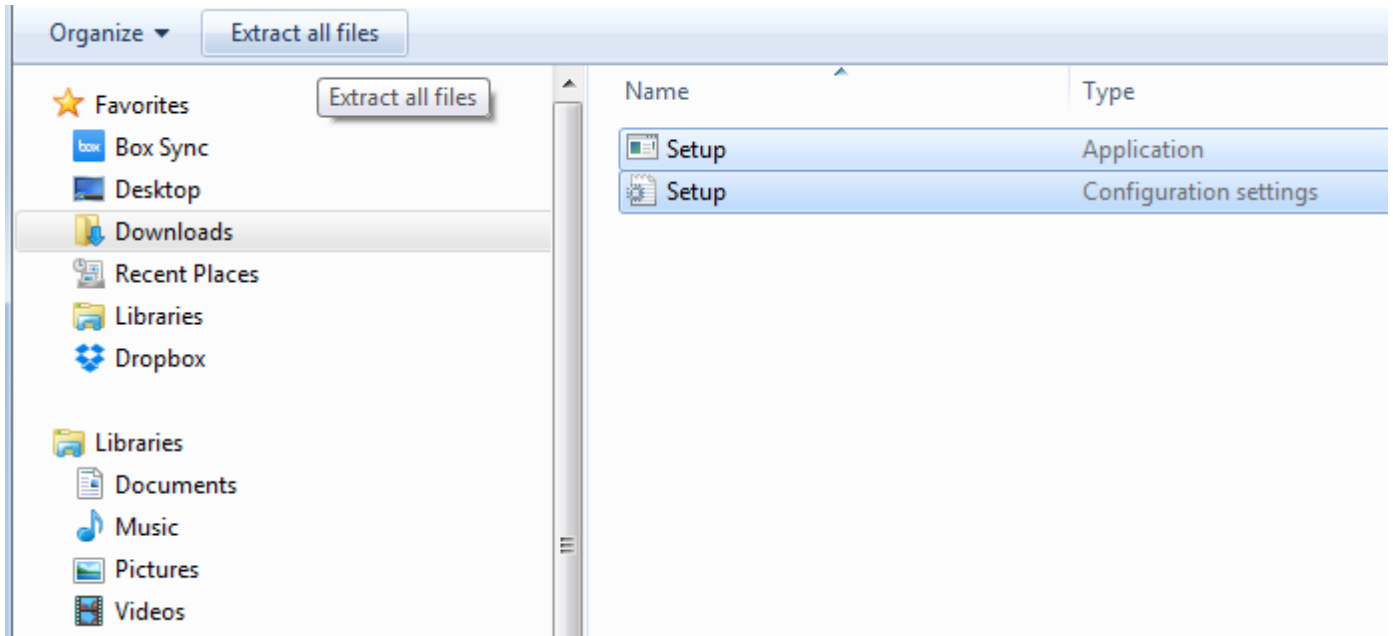 Organize Extract all files
Extract all files
Name Type
Favorites
box Box Sync
Desktop
Downloads
Recent Places
Libraries
Dropbox
Libraries
Documents
Music
Pictures
Videos
Setup Application
Setup Configuration settings